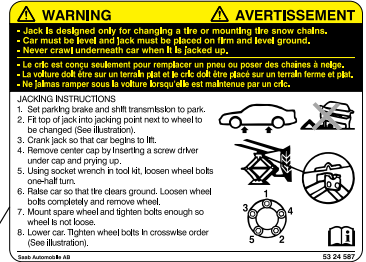 WARNING
AVERTISSEMENT
- Jack is designed only for changing a tire or mounting tire snow chains.
- Car must be level and jack must be placed on firm and level ground.
- Never crawl underneath car when it is jacked up.
- Le cric est conçu seulement pour remplacer un pneu ou poser des chaînes à neige.
- La voiture doit être sur un terrain plat et le cric doit être placé sur un terrain ferme et plat.
- Ne jaimas ramper sous la voiture lorsqu'elle est maintenue par un cric.
JACKING INSTRUCTIONS
1. Set parking brake and shift transmission to park.
2. Fit top of jack into jacking point next to wheel to
be changed (See illustration).
3. Crank jack so that car begins to lift.
4. Remove center cap by inserting a screw driver
under cap and prying up.
5. Using socket wrench in tool kit, loosen wheel bolts
one-half turn.
6. Raise car so that tire clears ground. Loosen wheel
bolts completely and remove wheel.
7. Mount spare wheel and tighten bolts enough so
wheel is not loose.
8. Lower car. Tighten wheel bolts in crosswise order
(See illustration).
1
3
4
5
2
Saab Automobile AB
53 24 587